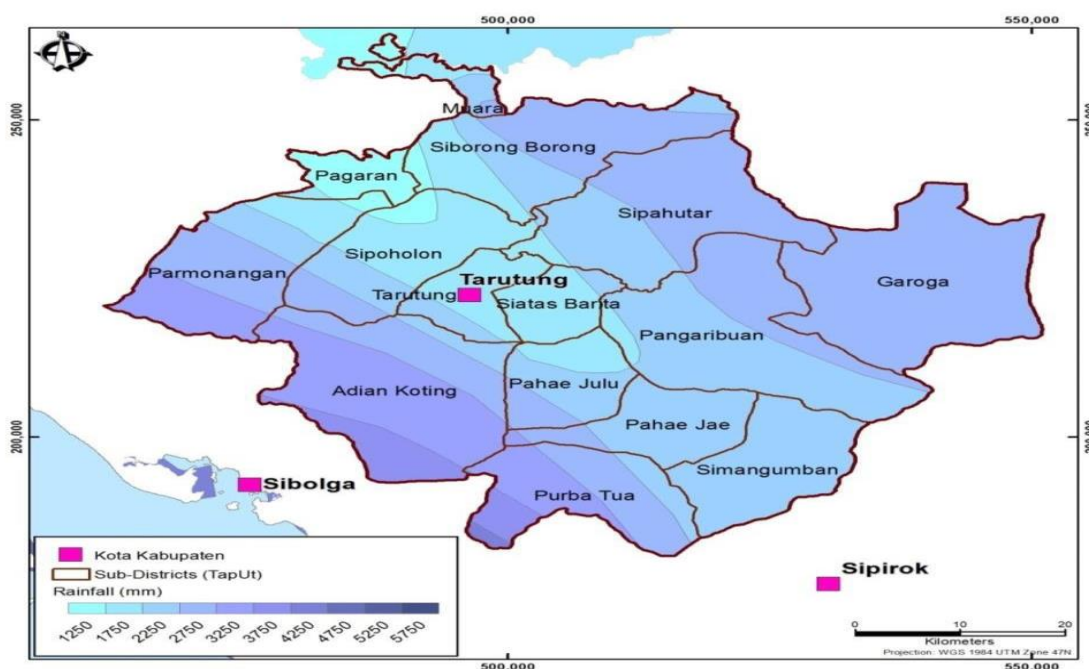 500,000 550,000
250,000
Muara
Siborong Borong
Pagaran
Sipahutar
Sipoholon
Parmonangan
Tarutung
Garoga
Tarutung
Siatas Barita
Pangaribuan
Pahae Julu
Adian Koting
Pahae Jae
200,000
Simangumban
Sibolga
Purba Tua
Kota Kabupaten
Sub-Districts (TapUt)
Rainfall (mm)
1250 1750 2250 2750 3250 3750 4250 4750 5250 5750
Sipirok
0 10 20
Kilometers
Projection: WGS 1984 UTM Zone 47N
500,000 550,000